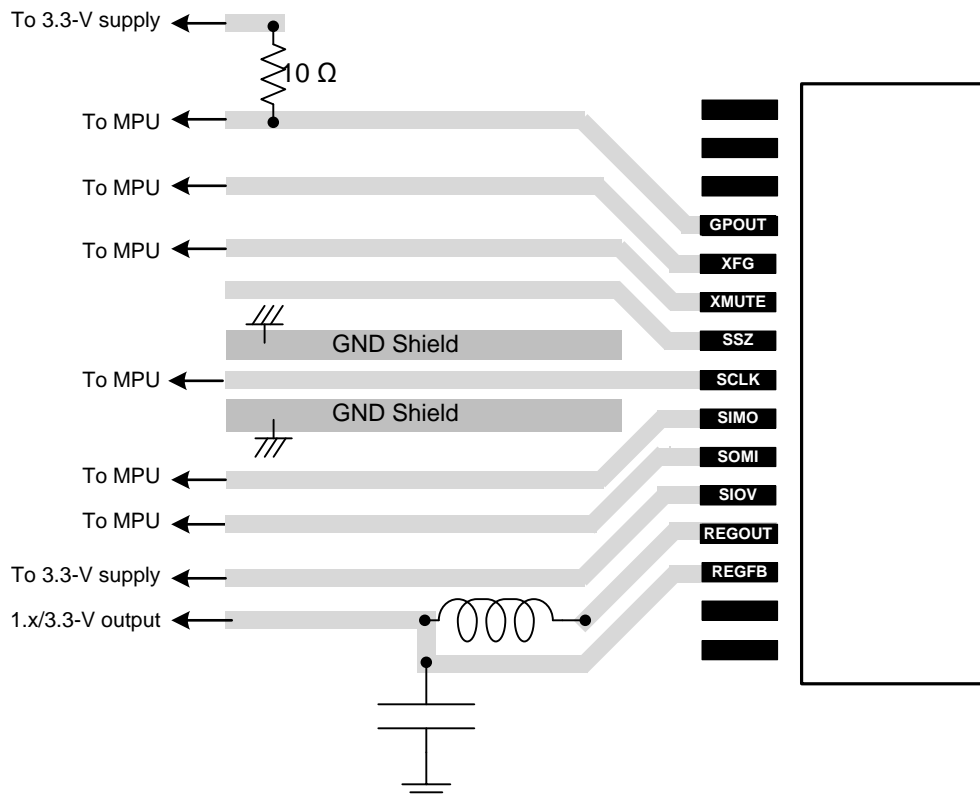 To 3.3-V supply
10 Ω
To MPU
To MPU
To MPU
GPOUT
XFG
XMUTE
SSZ
GND Shield
To MPU
SCLK
GND Shield
SIMO
SOMI
To MPU
SIOV
To MPU
REGOUT
To 3.3-V supply
REGFB
1.x/3.3-V output